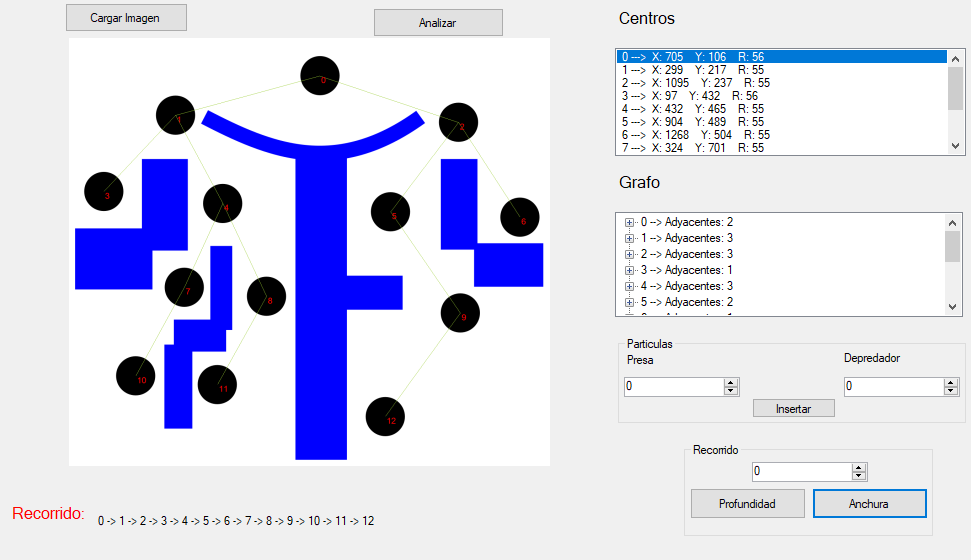 Cargar Imagen
Analizar
0
1
2
3
4
5
6
7
8
9
10
11
12
Centros
0 ---> X: 705 Y: 106 R: 56
1 ---> X: 299 Y: 217 R: 55
2 ---> X: 1095 Y: 237 R: 55
3 ---> X: 97 Y: 432 R: 56
4 ---> X: 432 Y: 465 R: 55
5 ---> X: 904 Y: 489 R: 55
6 ---> X: 1268 Y: 504 R: 55
7 ---> X: 324 Y: 701 R: 55
Grafo
0 --> Adyacentes: 2
1 --> Adyacentes: 3
2 --> Adyacentes: 3
3 --> Adyacentes: 1
4 --> Adyacentes: 3
5 --> Adyacentes: 2
Particulas
Presa
Depredador
0
0
Insertar
Recorrido
0
Profundidad
Anchura
Recorrido: 0 -> 1 -> 2 -> 3 -> 4 -> 5 -> 6 -> 7 -> 8 -> 9 -> 10 -> 11 -> 12